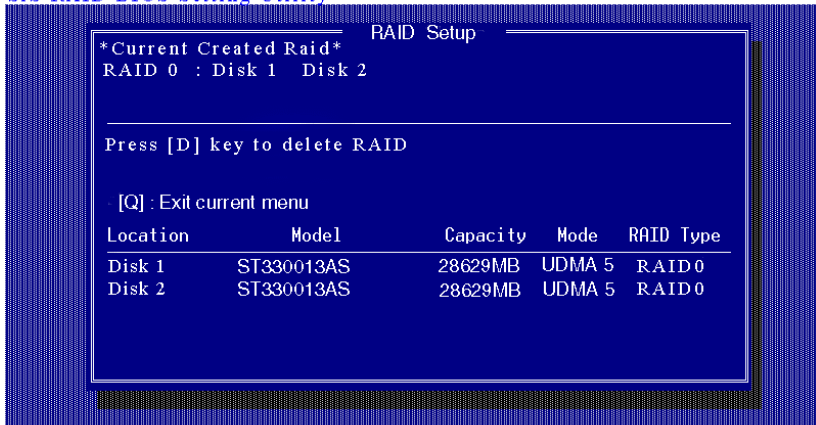 RAID Setup
*Current Created Raid*
RAID 0 : Disk 1 Disk 2
Press [D] key to delete RAID
[Q] : Exit current menu
Location Model Capacity Mode RAID Type
Disk 1 ST330013AS 28629MB UDMA 5 RAID0
Disk 2 ST330013AS 28629MB UDMA 5 RAID0